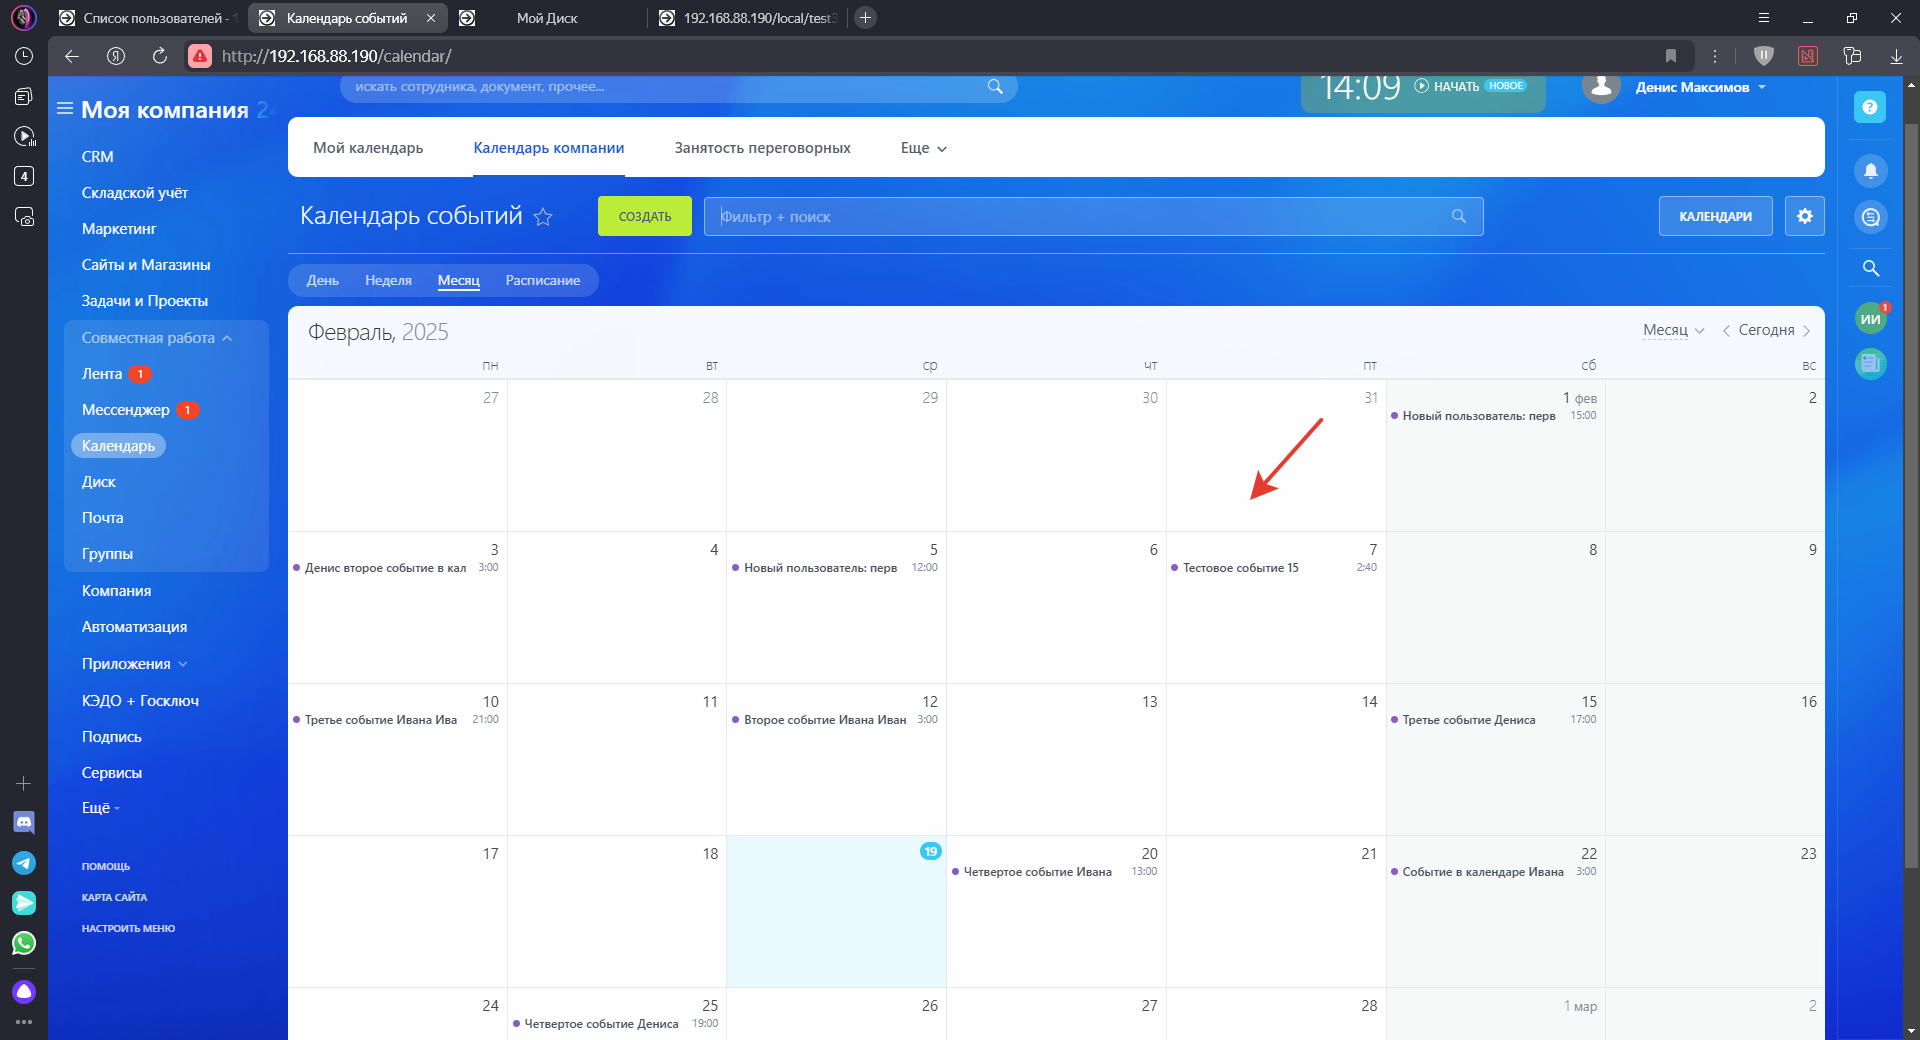 Список пользователей - 1
Календарь событий
Мой Диск
192.168.88.190/local/test3
http://192.168.88.190/calendar/
4
Моя компания 24
искать сотрудника, документ, прочее...
14:09
НАЧАТЬ
НОВОЕ
Денис Максимов
?
CRM
Складской учёт
Маркетинг
Сайты и Магазины
Задачи и Проекты
Совместная работа
Лента 1
Мессенджер 1
Календарь
Диск
Почта
Группы
Компания
Автоматизация
Приложения
КЭДО + Госключ
Подпись
Сервисы
Ещё
ПОМОЩЬ
КАРТА САЙТА
НАСТРОИТЬ МЕНЮ
Мой календарь
Календарь компании
Занятость переговорных
Еще
Календарь событий
СОЗДАТЬ
Фильтр + поиск
КАЛЕНДАРИ
День
Неделя
Месяц
Расписание
ИИ
1
Февраль, 2025
Месяц
Сегодня
ПН ВТ СР ЧТ ПТ СБ ВС
27 28 29 30 31 1 фев 2
Новый пользователь: перв 15:00
3 4 5 6 7 8 9
Денис второе событие в кал 3:00
Новый пользователь: перв 12:00
Тестовое событие 15 2:40
10 11 12 13 14 15 16
Третье событие Ивана Ива 21:00
Второе событие Ивана Иван 3:00
Третье событие Дениса 17:00
17 18 19 20 21 22 23
Четвертое событие Ивана 13:00
Событие в календаре Ивана 3:00
24 25 26 27 28 1 мар 2
Четвертое событие Дениса 19:00